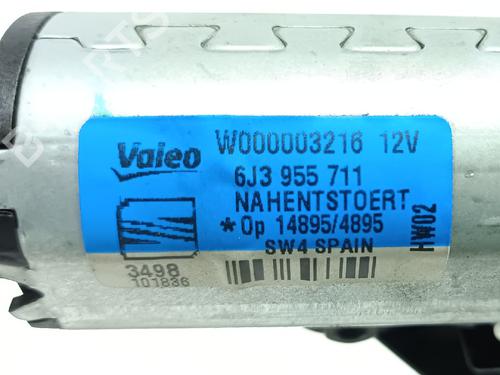 Valeo W000003216 12V
6J3 955 711
NAHENTSTOERT
*Op 14895/4895
SW4 SPAIN
HW02
3498
101836